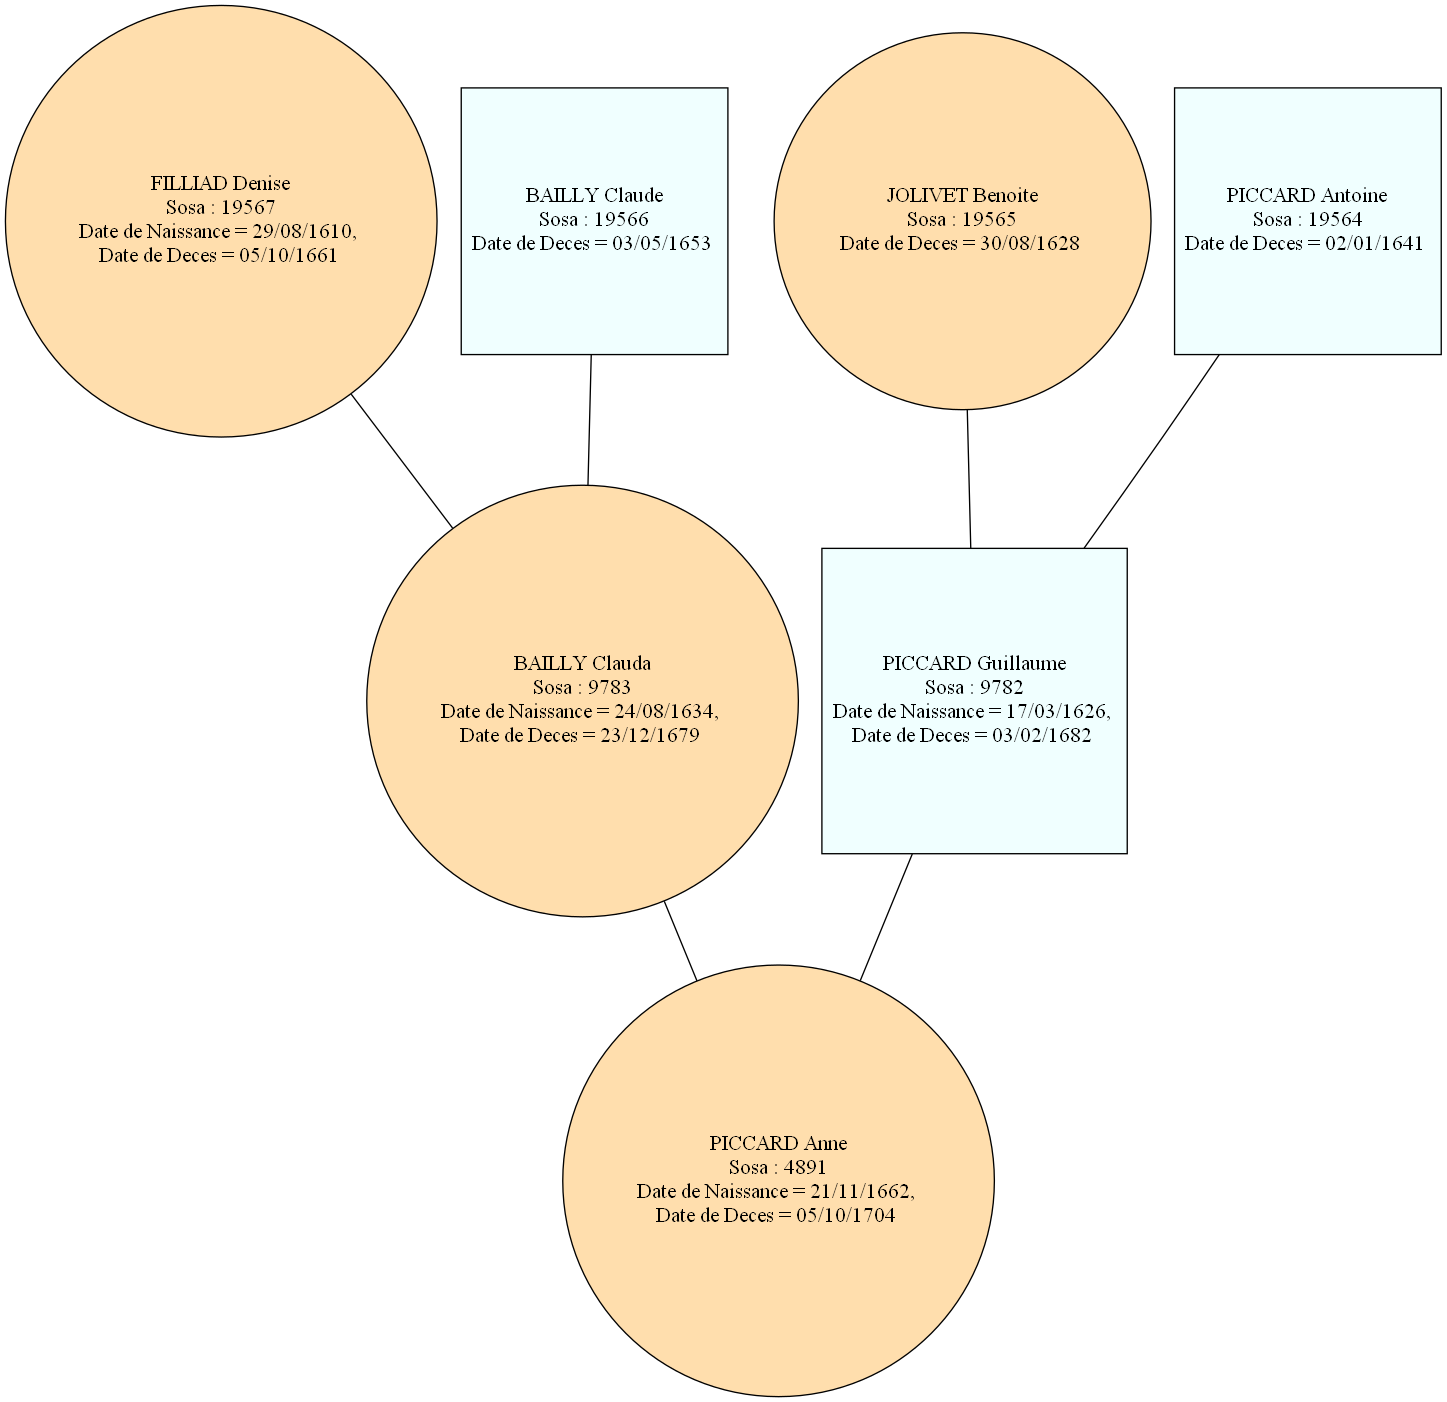 FILLIAD Denise
Sosa : 19567
Date de Naissance = 29/08/1610,
Date de Deces = 05/10/1661
BAILLY Claude
Sosa : 19566
Date de Deces = 03/05/1653
JOLIVET Benoite
Sosa : 19565
Date de Deces = 30/08/1628
PICCARD Antoine
Sosa : 19564
Date de Deces = 02/01/1641
BAILLY Clauda
Sosa : 9783
Date de Naissance = 24/08/1634,
Date de Deces = 23/12/1679
PICCARD Guillaume
Sosa : 9782
Date de Naissance = 17/03/1626,
Date de Deces = 03/02/1682
PICCARD Anne
Sosa : 4891
Date de Naissance = 21/11/1662,
Date de Deces = 05/10/1704